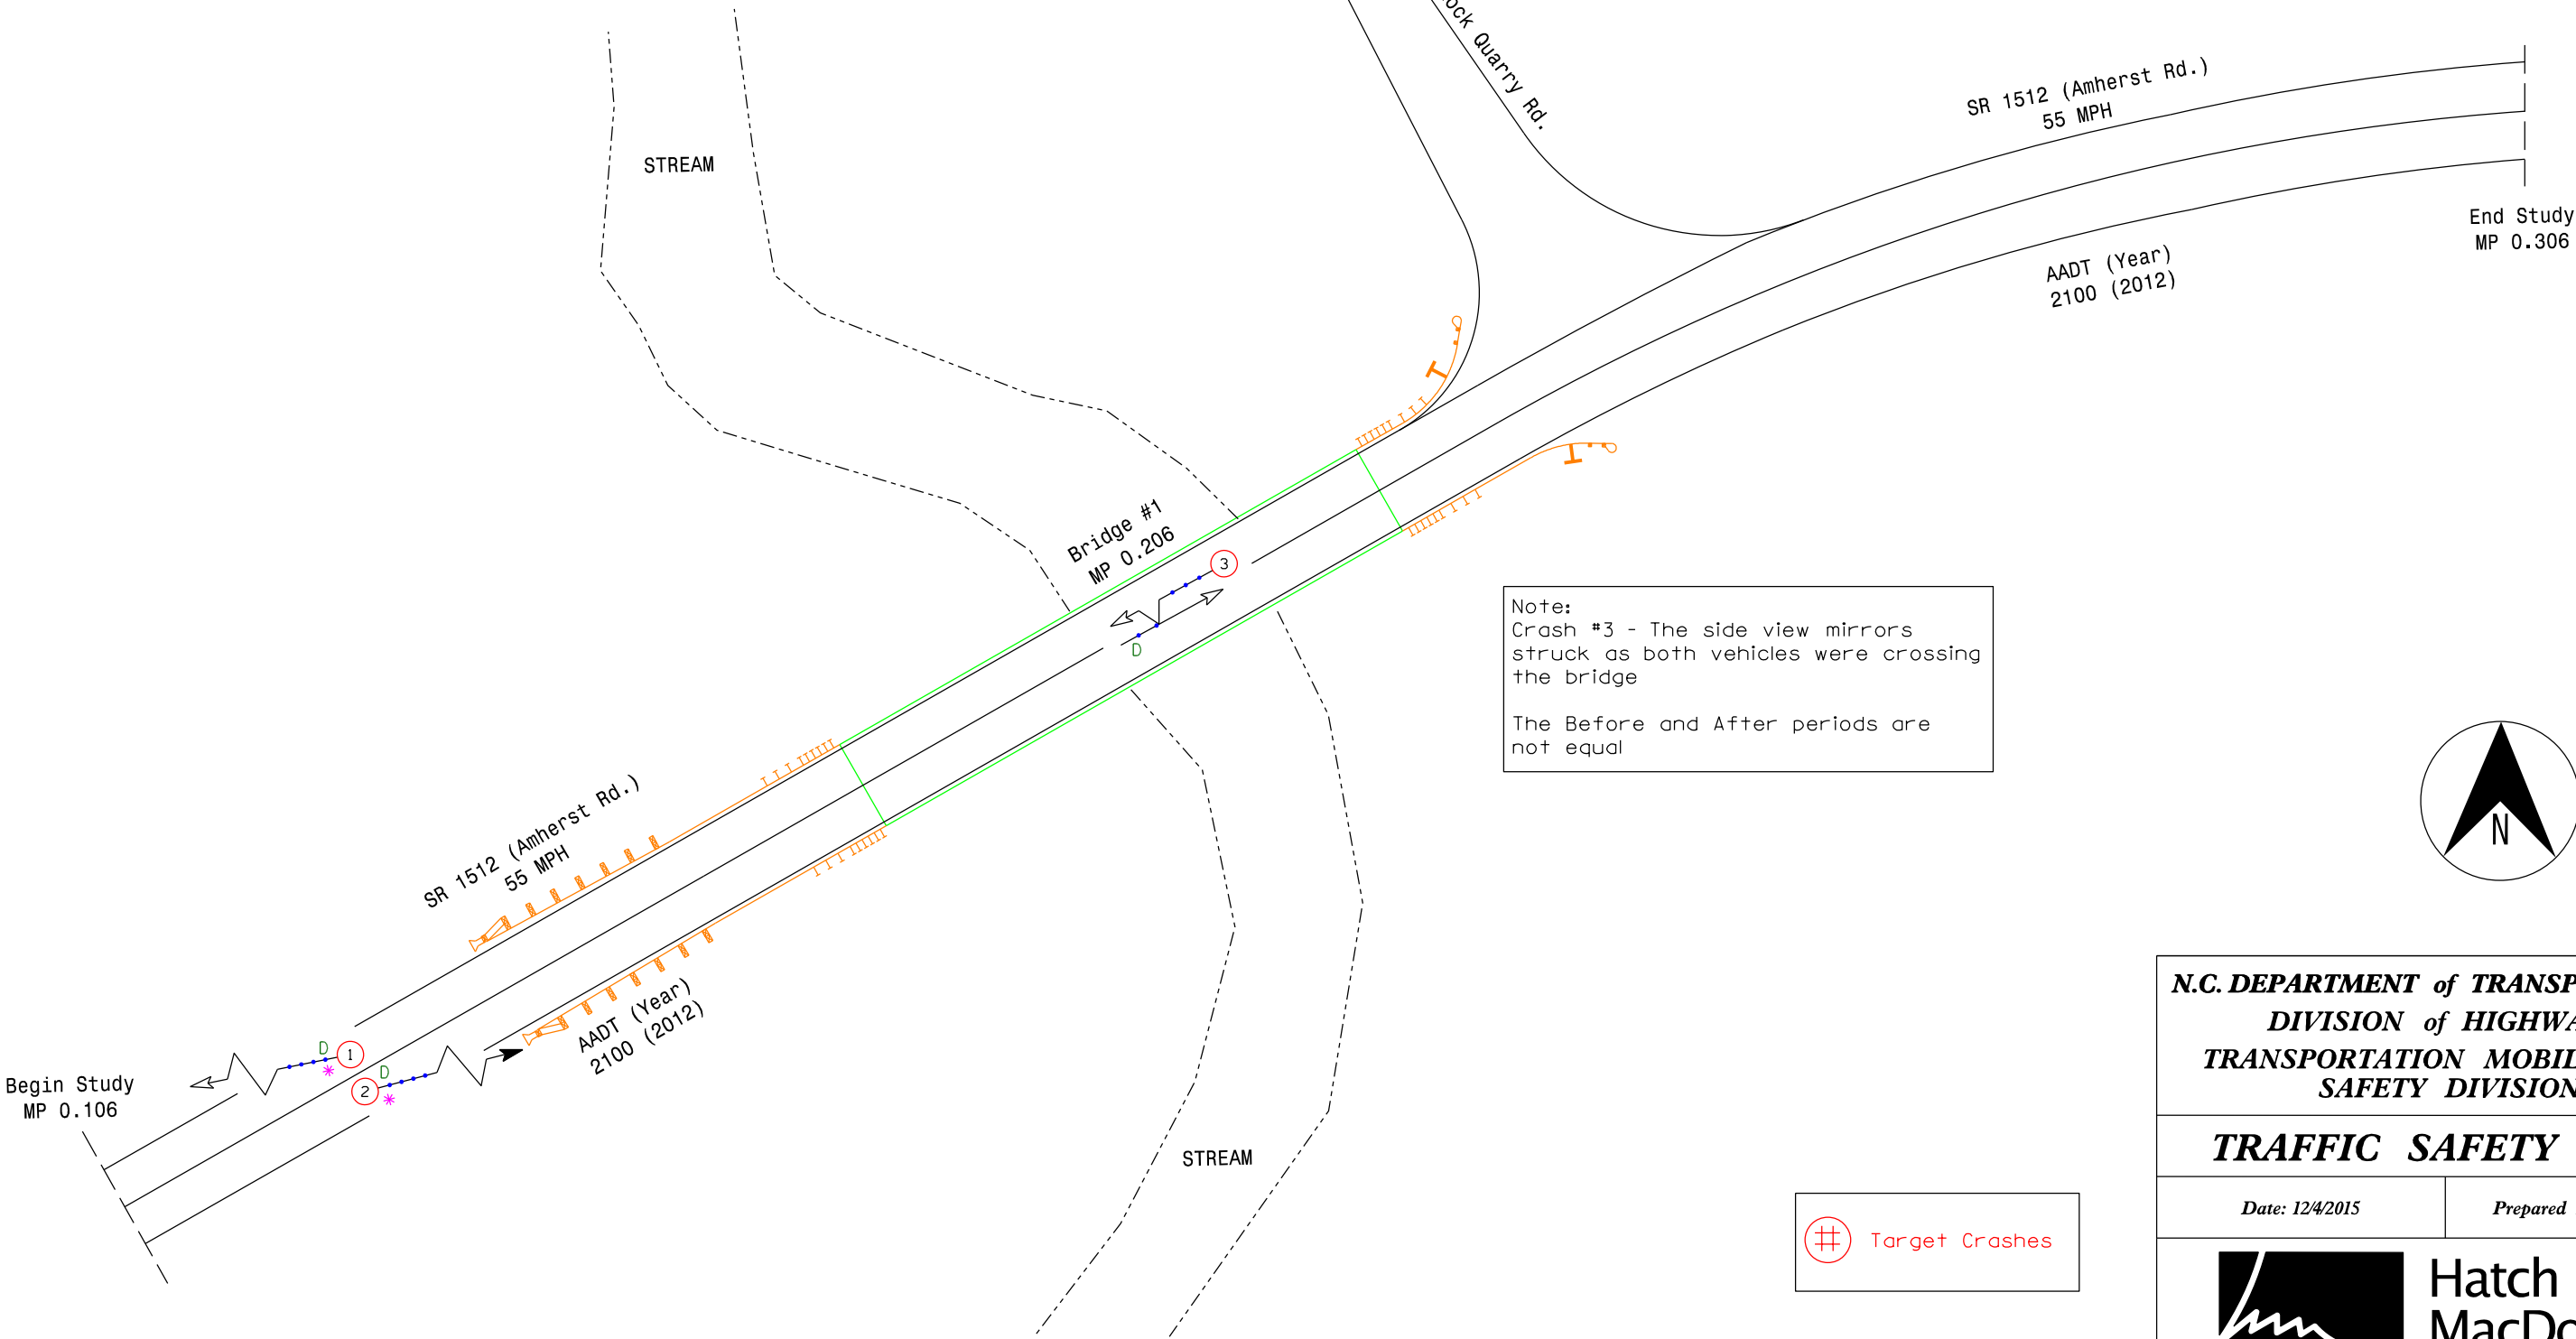 ock Quarry Rd.
SR 1512 (Amherst Rd.)
55 MPH
STREAM
End Study
MP 0.306
AADT (Year)
2100 (2012)
Bridge #1
MP 0.206
3
D
Note:
Crash #3 - The side view mirrors
struck as both vehicles were crossing
the bridge
The Before and After periods are
not equal
N
SR 1512 (Amherst Rd.)
55 MPH
AADT (Year)
2100 (2012)
D
1
D
2
Begin Study
MP 0.106
STREAM
# Target Crashes
N.C. DEPARTMENT of TRANSP
DIVISION of HIGHWA
TRANSPORTATION MOBIL
SAFETY DIVISION
TRAFFIC SAFETY
Date: 12/4/2015
Prepared
Hatch
MacDo